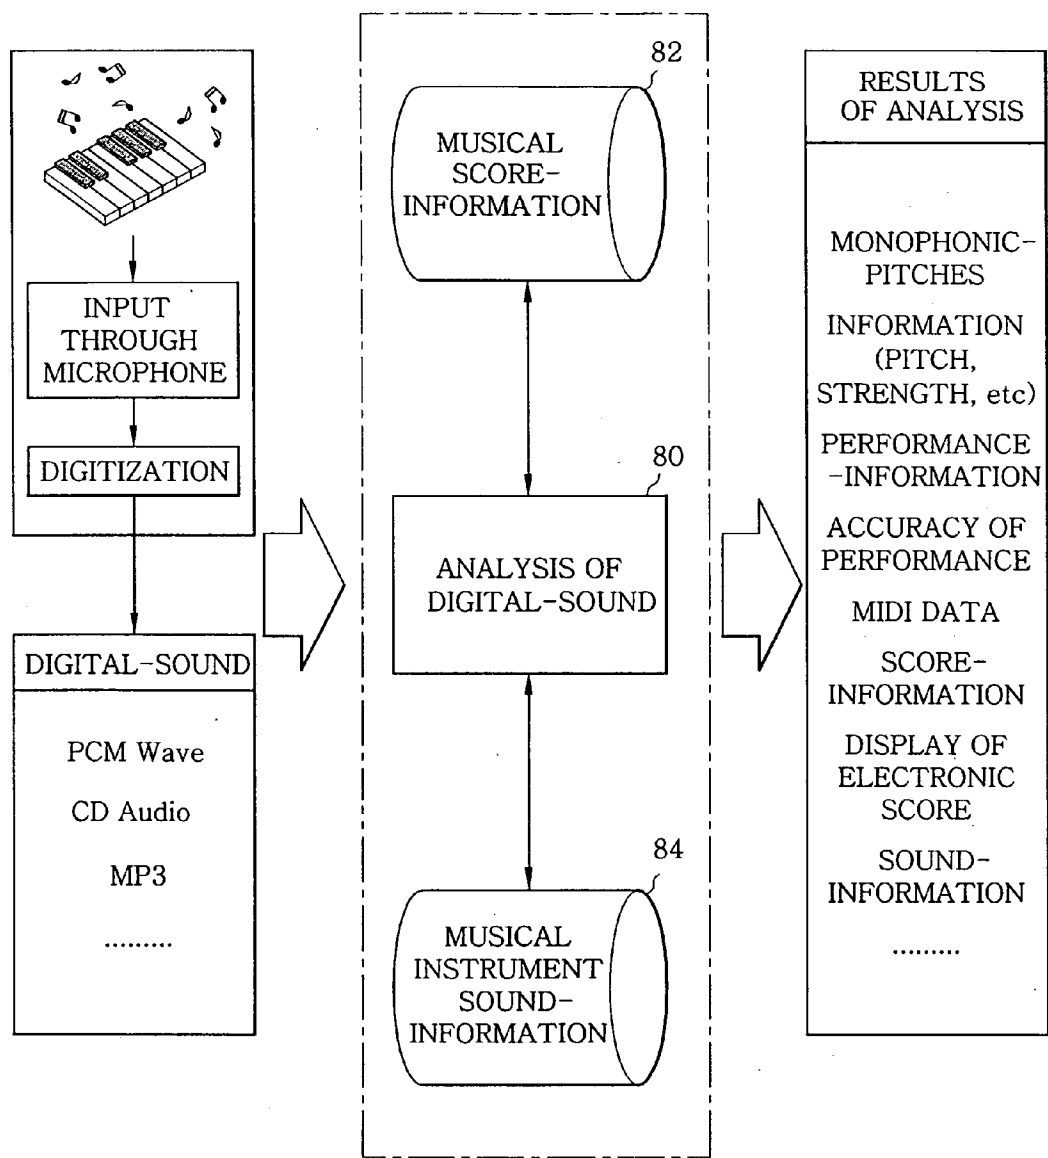 INPUT
THROUGH
MICROPHONE
DIGITIZATION
DIGITAL-SOUND
PCM Wave
CD Audio
MP3
.........
82
MUSICAL
SCORE-
INFORMATION
80
ANALYSIS OF
DIGITAL-SOUND
84
MUSICAL
INSTRUMENT
SOUND-
INFORMATION
RESULTS
OF ANALYSIS
MONOPHONIC-
PITCHES
INFORMATION
(PITCH,
STRENGTH, etc)
PERFORMANCE
-INFORMATION
ACCURACY OF
PERFORMANCE
MIDI DATA
SCORE-
INFORMATION
DISPLAY OF
ELECTRONIC
SCORE
SOUND-
INFORMATION
.........